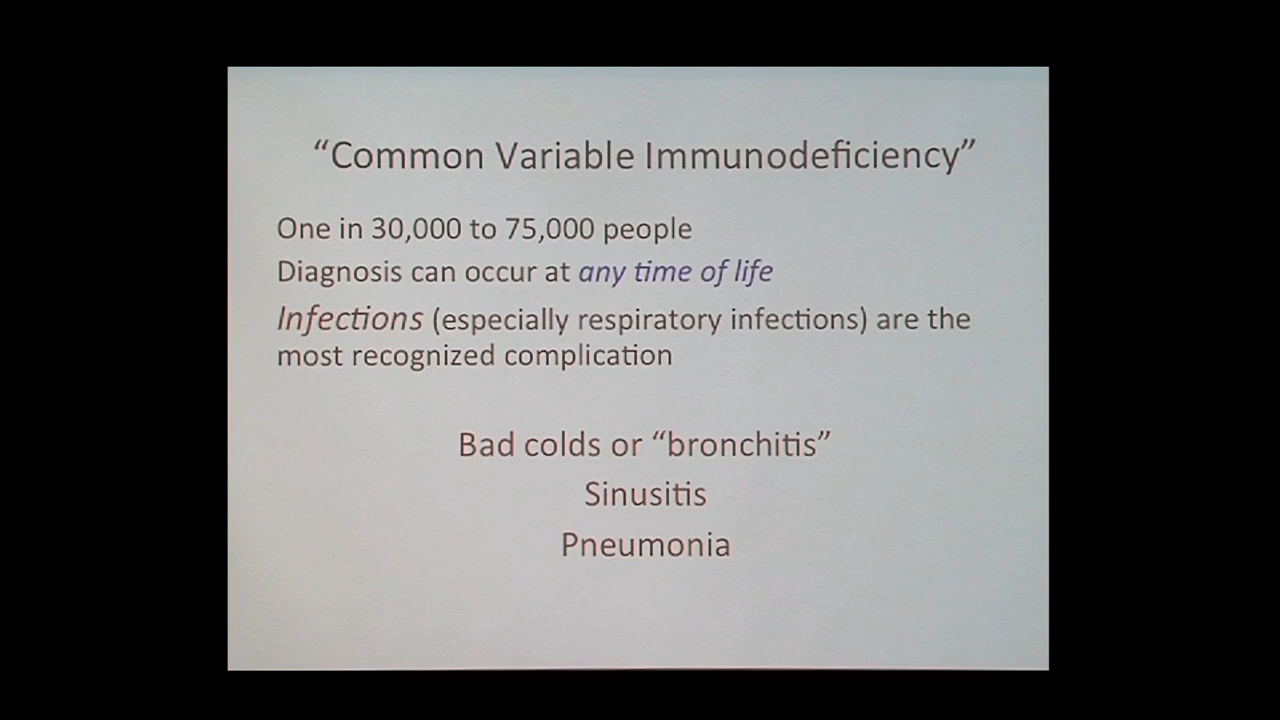 “Common Variable Immunodeficiency”
One in 30,000 to 75,000 people
Diagnosis can occur at any time of life
Infections (especially respiratory infections) are the
most recognized complication
Bad colds or “bronchitis”
Sinusitis
Pneumonia